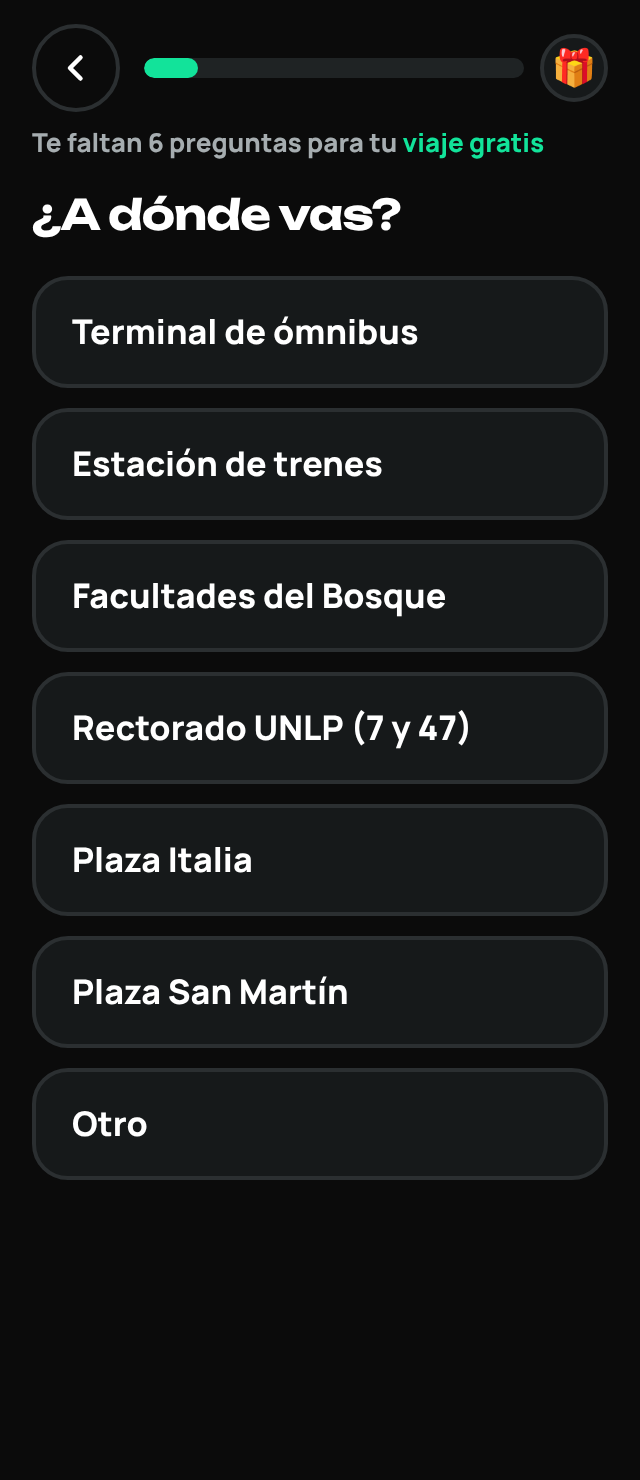 Te faltan 6 preguntas para tu viaje gratis
¿A dónde vas?
Terminal de ómnibus
Estación de trenes
Facultades del Bosque
Rectorado UNLP (7 y 47)
Plaza Italia
Plaza San Martín
Otro